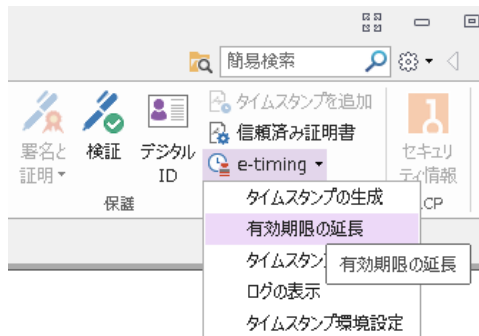 簡易検索
タイムスタンプを追加
信頼済み証明書
e-timing
署名と
証明
検証
デジタル
ID
セキュリ
ティ情報
保護
CP
タイムスタンプの生成
有効期限の延長
タイムスタン
有効期限の延長
ログの表示
タイムスタンプ環境設定